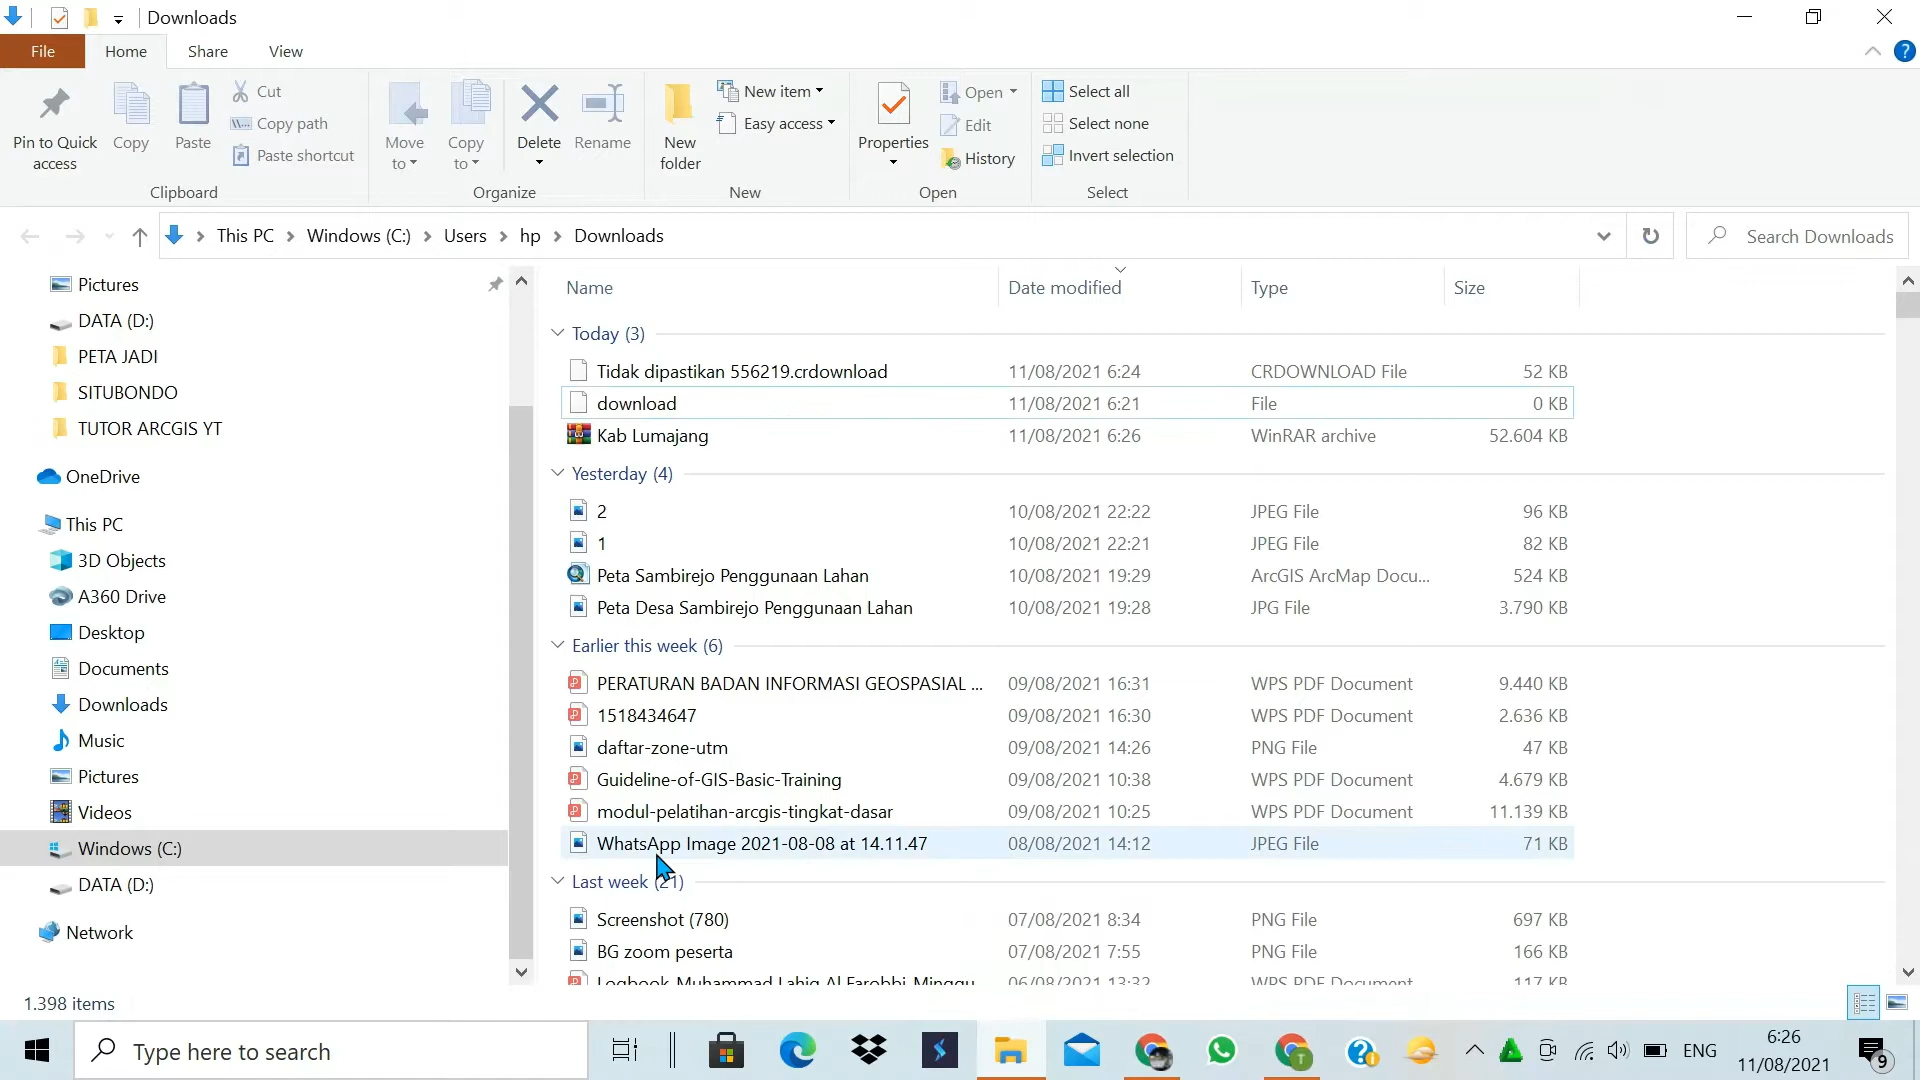 Downloads
File Home Share View
Pin to Quick access
Copy
Paste
Cut
Copy path
Paste shortcut
Clipboard
Move to
Copy to
Delete
Rename
Organize
New folder
New item
Easy access
New
Properties
Open
Edit
History
Open
Select all
Select none
Invert selection
Select
This PC > Windows (C:) > Users > hp > Downloads
Search Downloads
Pictures
DATA (D:)
PETA JADI
SITUBONDO
TUTOR ARCGIS YT
OneDrive
This PC
3D Objects
A360 Drive
Desktop
Documents
Downloads
Music
Pictures
Videos
Windows (C:)
DATA (D:)
Network
Name Date modified Type Size
Today (3)
Tidak dipastikan 556219.crdownload 11/08/2021 6:24 CRDOWNLOAD File 52 KB
download 11/08/2021 6:21 File 0 KB
Kab Lumajang 11/08/2021 6:26 WinRAR archive 52.604 KB
Yesterday (4)
2 10/08/2021 22:22 JPEG File 96 KB
1 10/08/2021 22:21 JPEG File 82 KB
Peta Sambirejo Penggunaan Lahan 10/08/2021 19:29 ArcGIS ArcMap Docu... 524 KB
Peta Desa Sambirejo Penggunaan Lahan 10/08/2021 19:28 JPG File 3.790 KB
Earlier this week (6)
PERATURAN BADAN INFORMASI GEOSPASIAL ... 09/08/2021 16:31 WPS PDF Document 9.440 KB
1518434647 09/08/2021 16:30 WPS PDF Document 2.636 KB
daftar-zone-utm 09/08/2021 14:26 PNG File 47 KB
Guideline-of-GIS-Basic-Training 09/08/2021 10:38 WPS PDF Document 4.679 KB
modul-pelatihan-arcgis-tingkat-dasar 09/08/2021 10:25 WPS PDF Document 11.139 KB
WhatsApp Image 2021-08-08 at 14.11.47 08/08/2021 14:12 JPEG File 71 KB
Last week (21)
Screenshot (780) 07/08/2021 8:34 PNG File 697 KB
BG zoom peserta 07/08/2021 7:55 PNG File 166 KB
Logbook Muhammad 06/08/2021 13:32 WPS PDF Document 117 KB
1.398 items
Type here to search
ENG
6:26
11/08/2021
9